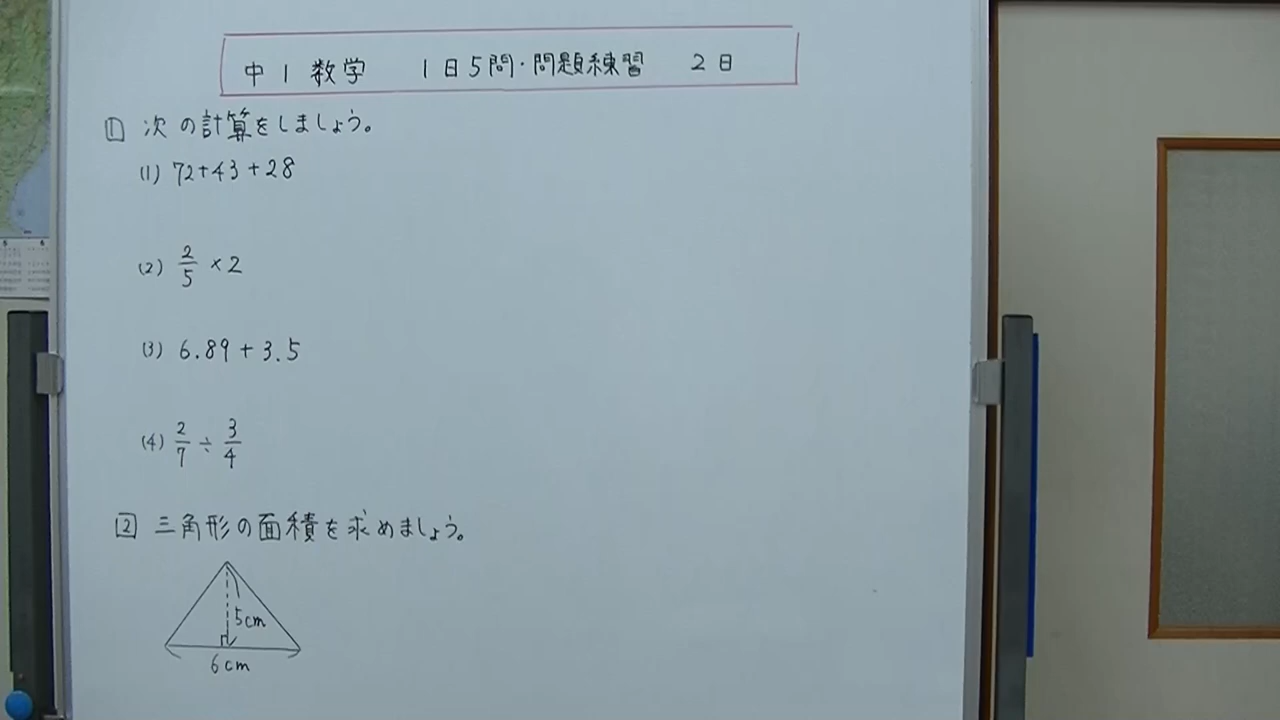 中1 数学 1日5問・問題練習 2日
1 次の計算をしましょう。
(1) 72+43+28
(2) 2/5 ×2
(3) 6.89+3.5
(4) 2/7 ÷ 3/4
2 三角形の面積を求めましょう。
5cm
6cm